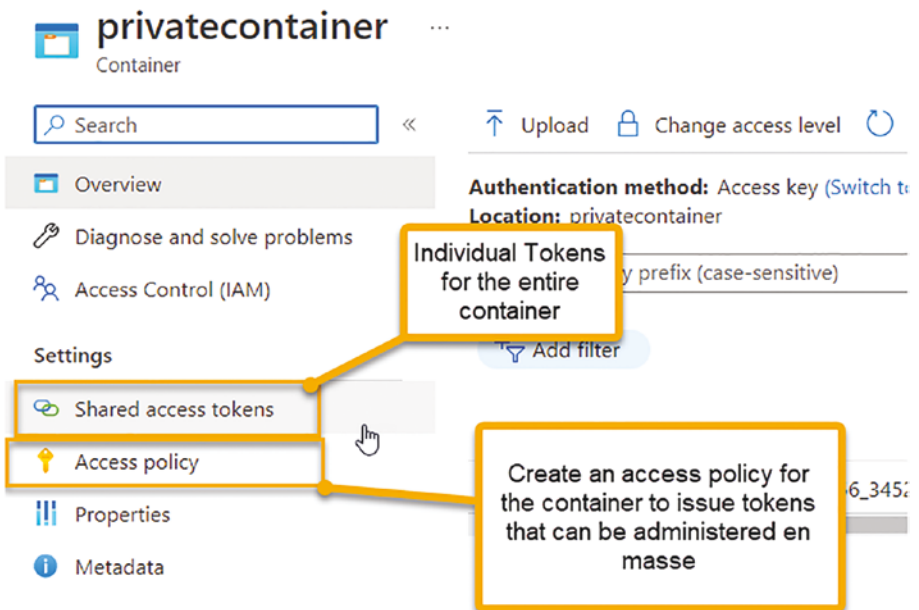 privatecontainer ...
Container
Search
Overview
Diagnose and solve problems
Access Control (IAM)
Settings
Shared access tokens
Access policy
Properties
Metadata
Upload
Change access level
Authentication method: Access key (Switch
Location: privatecontainer
prefix (case-sensitive)
Add filter
Individual Tokens
for the entire
container
Create an access policy for
the container to issue tokens
that can be administered en
masse
6_345